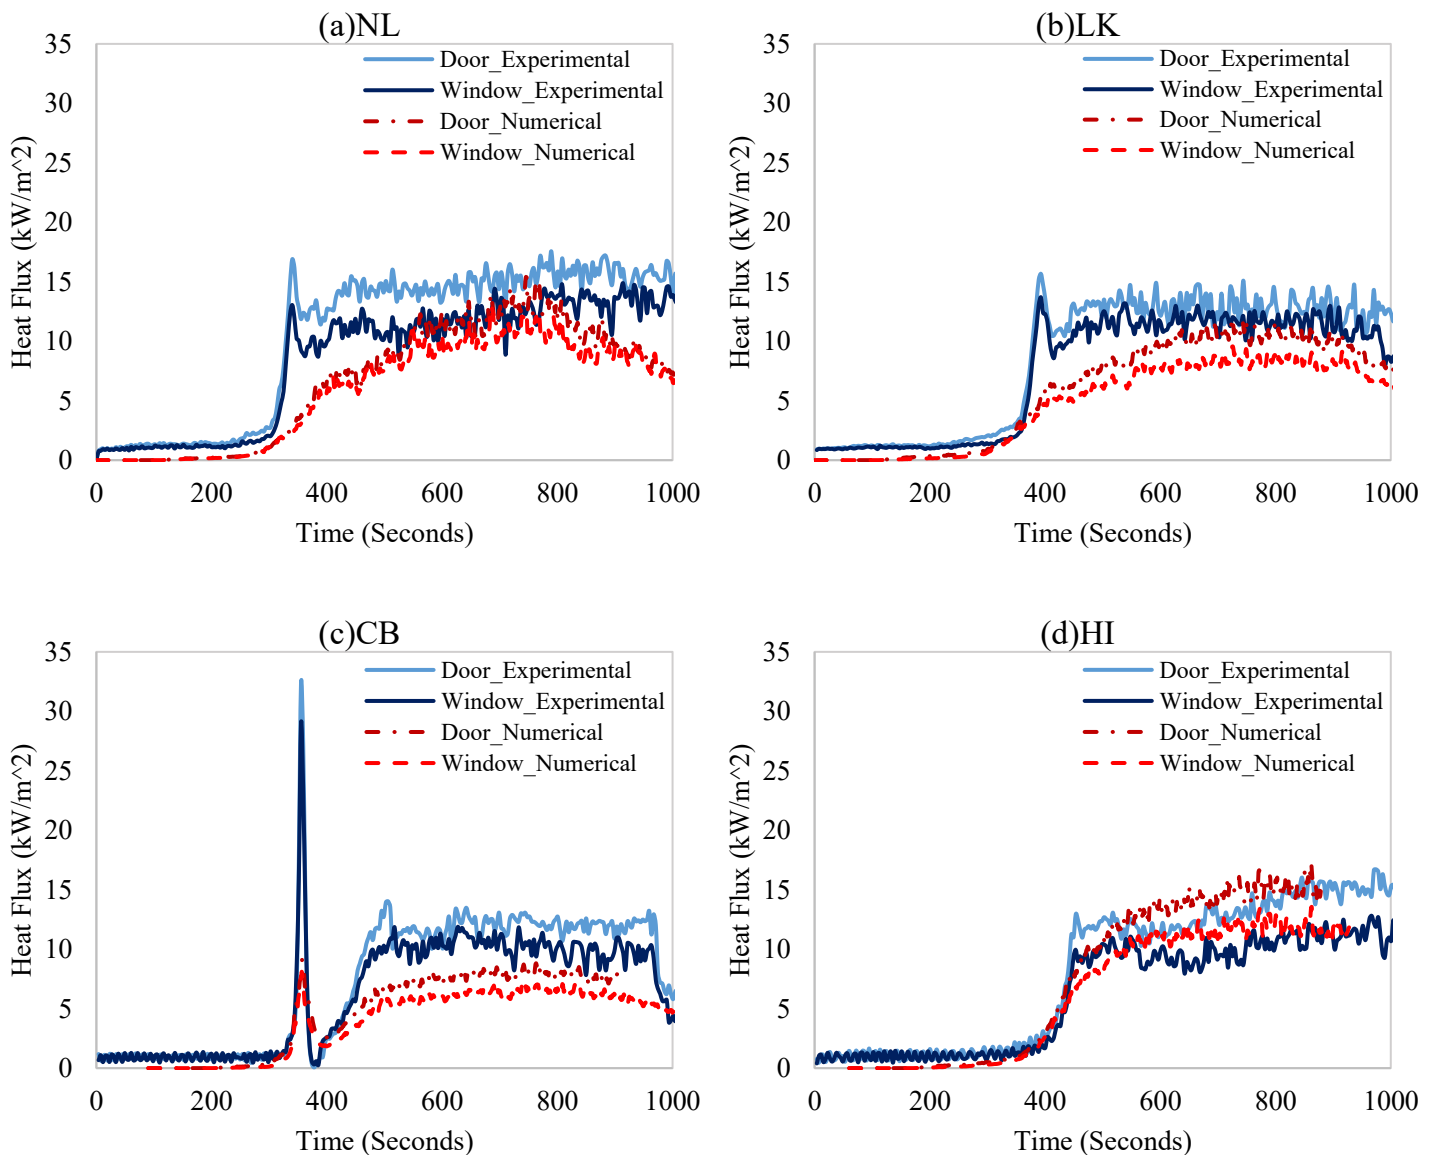 (a)NL
35
30
25
20
15
10
5
0
Heat Flux (kW/m^2)
Door_Experimental
Window_Experimental
Door_Numerical
Window_Numerical
0 200 400 600 800 1000
Time (Seconds)
(b)LK
35
30
25
20
15
10
5
0
Heat Flux (kW/m^2)
Door_Experimental
Window_Experimental
Door_Numerical
Window_Numerical
0 200 400 600 800 1000
Time (Seconds)
(c)CB
35
30
25
20
15
10
5
0
Heat Flux (kW/m^2)
Door_Experimental
Window_Experimental
Door_Numerical
Window_Numerical
0 200 400 600 800 1000
Time (Seconds)
(d)HI
35
30
25
20
15
10
5
0
Heat Flux (kW/m^2)
Door_Experimental
Window_Experimental
Door_Numerical
Window_Numerical
0 200 400 600 800 1000
Time (Seconds)